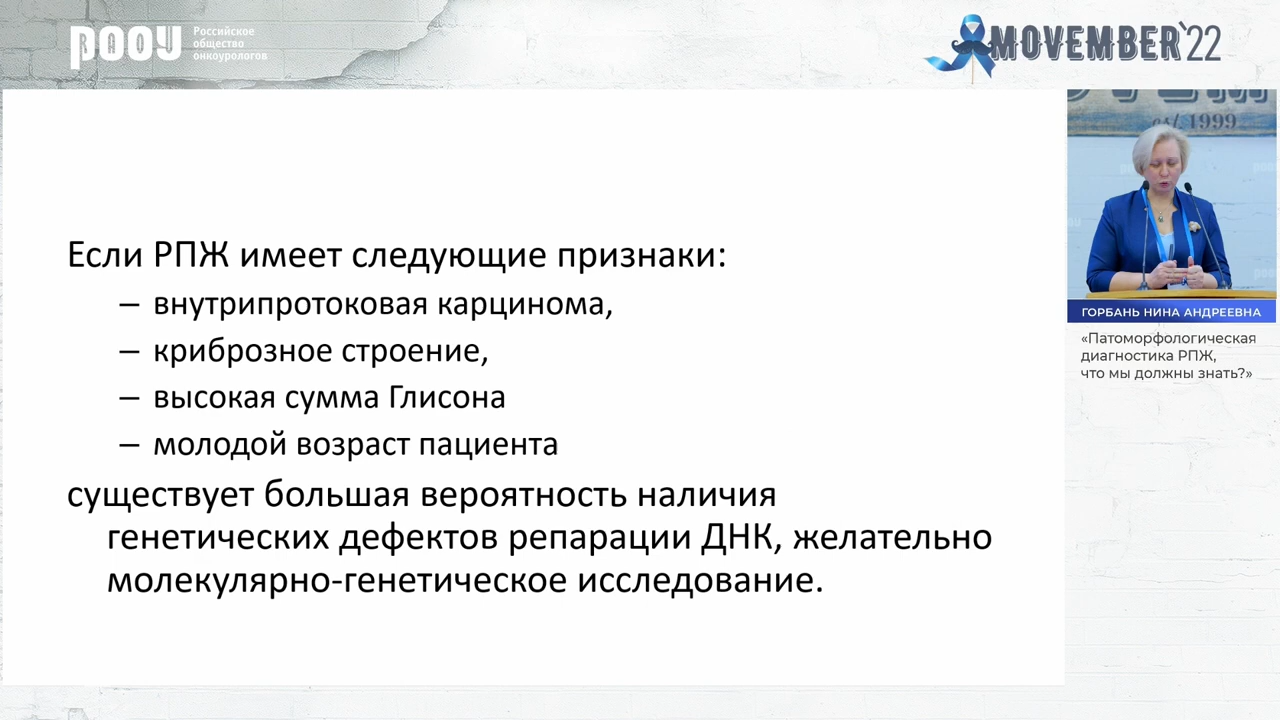 РООУ
Российское
общество
онкоурологов
MOVEMBER`22
est. 1999
Если РПЖ имеет следующие признаки:
– внутрипротоковая карцинома,
– криброзное строение,
– высокая сумма Глисона
– молодой возраст пациента
существует большая вероятность наличия
генетических дефектов репарации ДНК, желательно
молекулярно-генетическое исследование.
ГОРБАНЬ НИНА АНДРЕЕВНА
«Патоморфологическая
диагностика РПЖ,
что мы должны знать?»